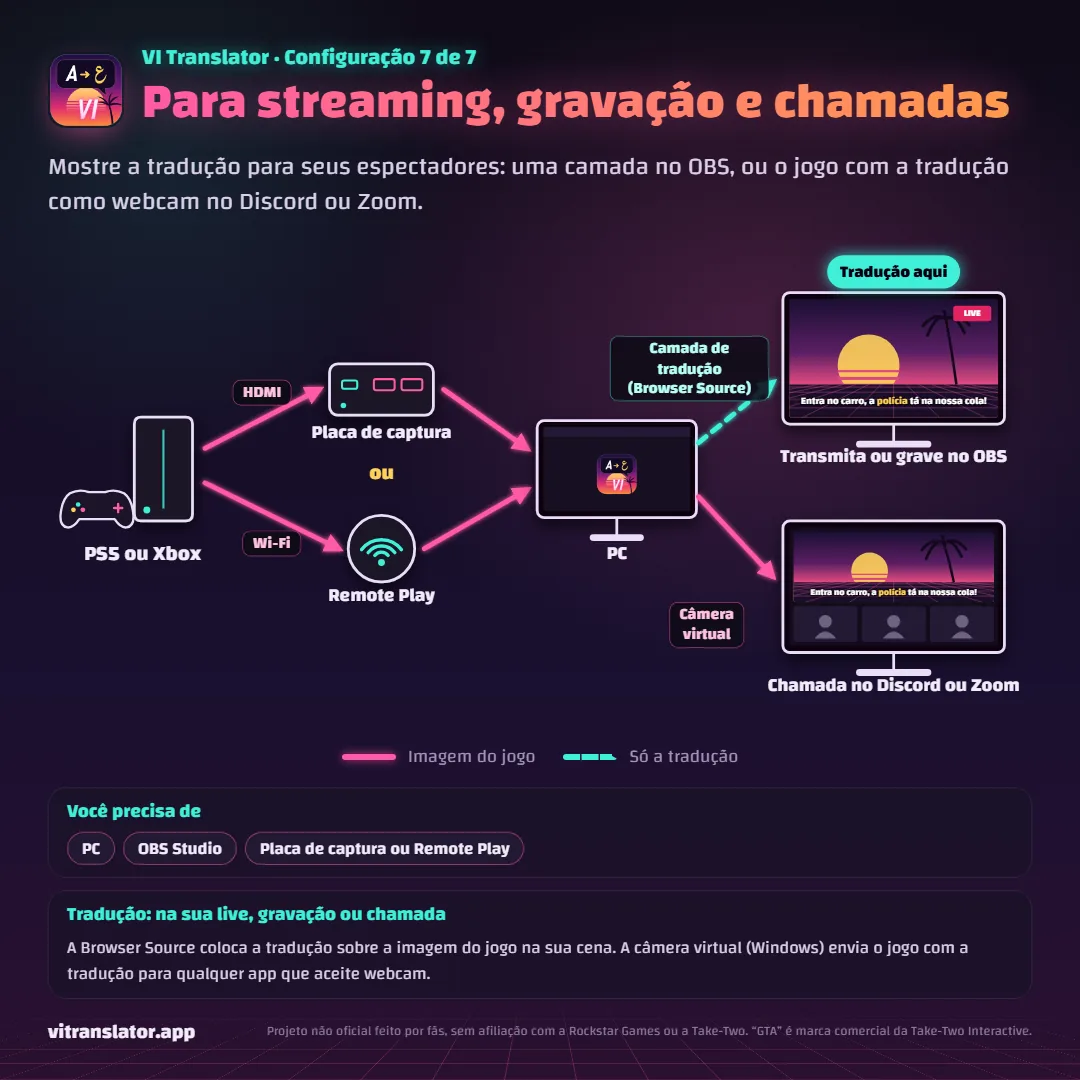 A→ع
VI
VI Translator · Configuração 7 de 7
Para streaming, gravação e chamadas
Mostre a tradução para seus espectadores: uma camada no OBS, ou o jogo com a tradução
como webcam no Discord ou Zoom.
Tradução aqui
LIVE
Entra no carro, a polícia tá na nossa cola!
Transmita ou grave no OBS
Camada de
tradução
(Browser Source)
HDMI
Placa de captura
ou
Wi-Fi
Remote Play
PS5 ou Xbox
A→ع
VI
PC
Câmera
virtual
Entra no carro, a polícia tá na nossa cola!
Chamada no Discord ou Zoom
Imagem do jogo
Só a tradução
Você precisa de
PC
OBS Studio
Placa de captura ou Remote Play
Tradução: na sua live, gravação ou chamada
A Browser Source coloca a tradução sobre a imagem do jogo na sua cena. A câmera virtual (Windows) envia o jogo com a
tradução para qualquer app que aceite webcam.
vitranslator.app
Projeto não oficial feito por fãs, sem afiliação com a Rockstar Games ou a Take-Two. “GTA” é marca comercial da Take-Two Interactive.